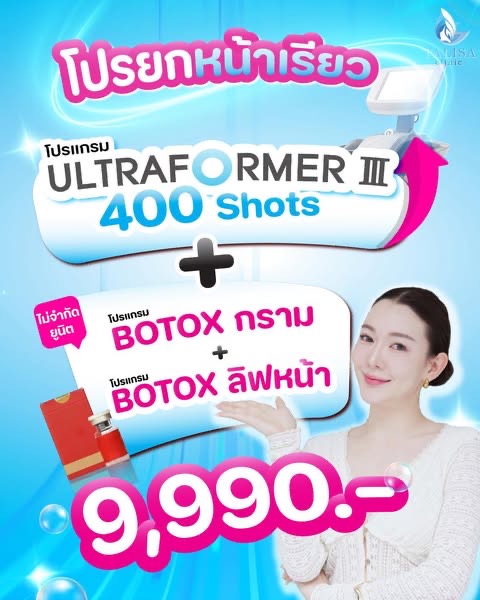 โปรยกหน้าเรียว
โปรแกรม
ULTRAFORMER III
400 Shots
+
ไม่จำกัด
ยูนิต
โปรแกรม
BOTOX กราม
+
โปรแกรม
BOTOX ลิฟหน้า
9,990.-